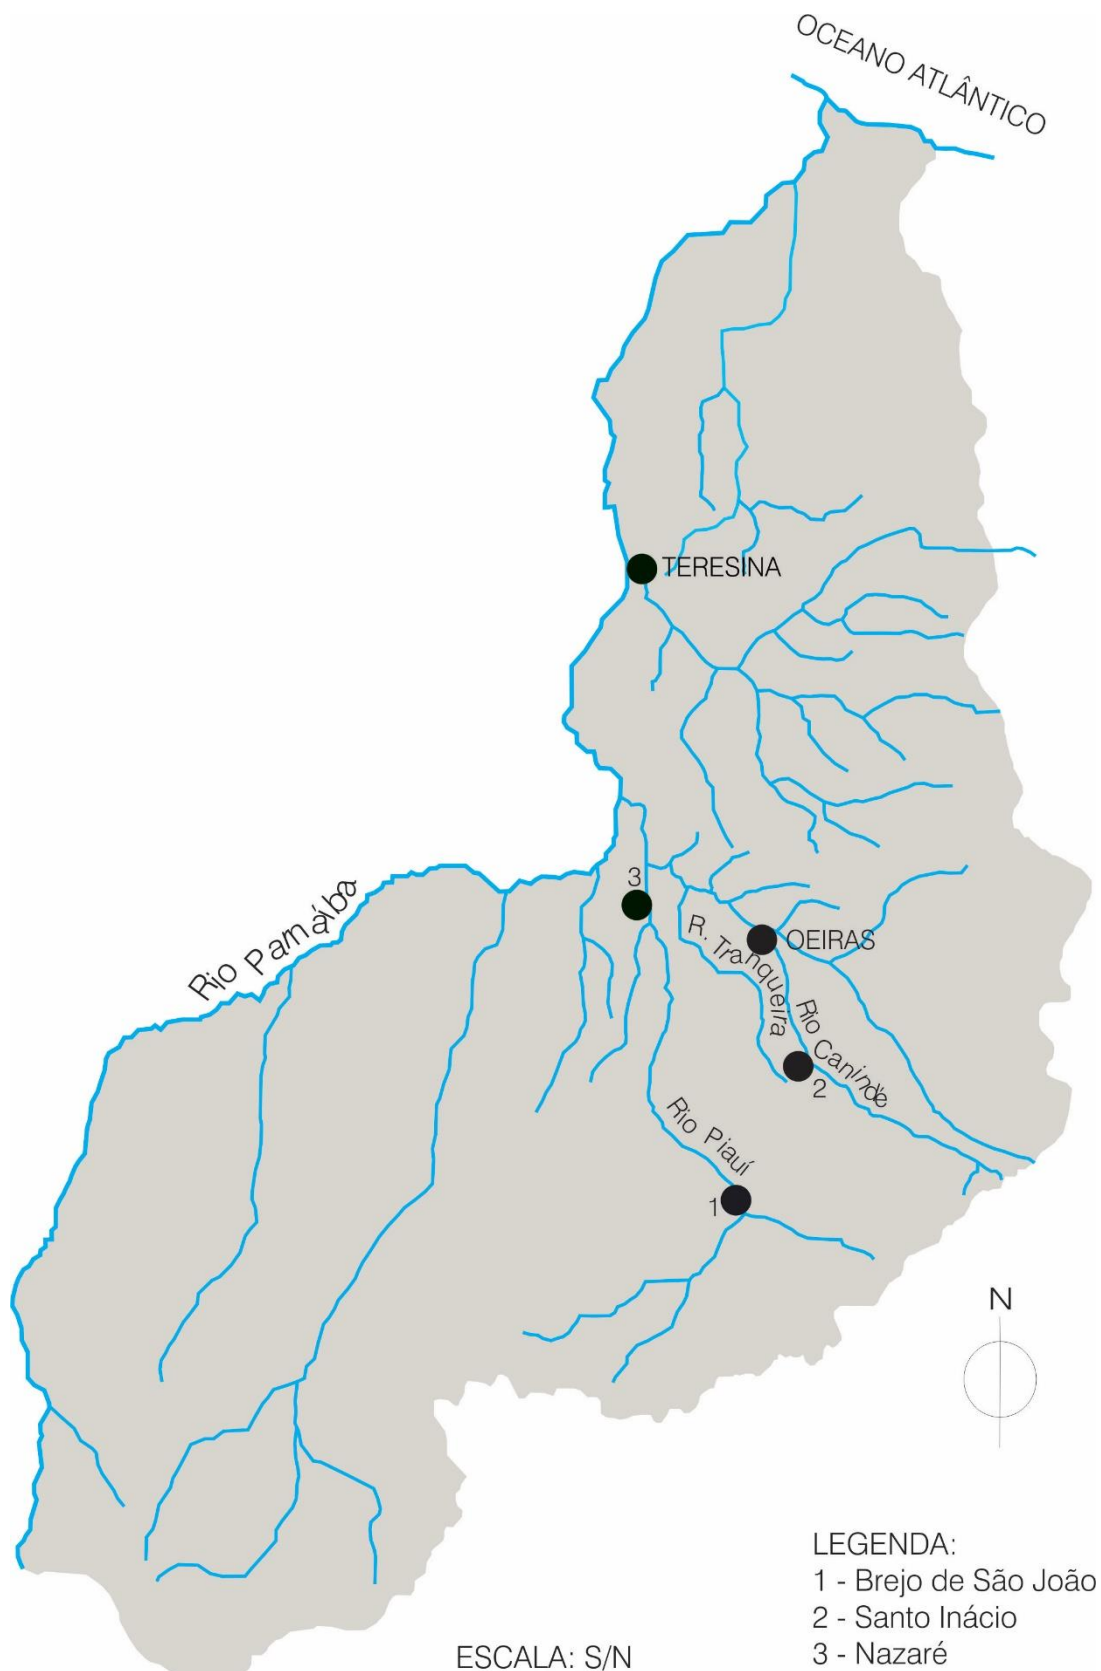 OCEANO ATLÂNTICO
TERESINA
3
Rio Parnaíba
R. Tranqueira
OEIRAS
Rio Canindé
2
Rio Piauí
1
N
LEGENDA:
1 - Brejo de São João
2 - Santo Inácio
3 - Nazaré
ESCALA: S/N